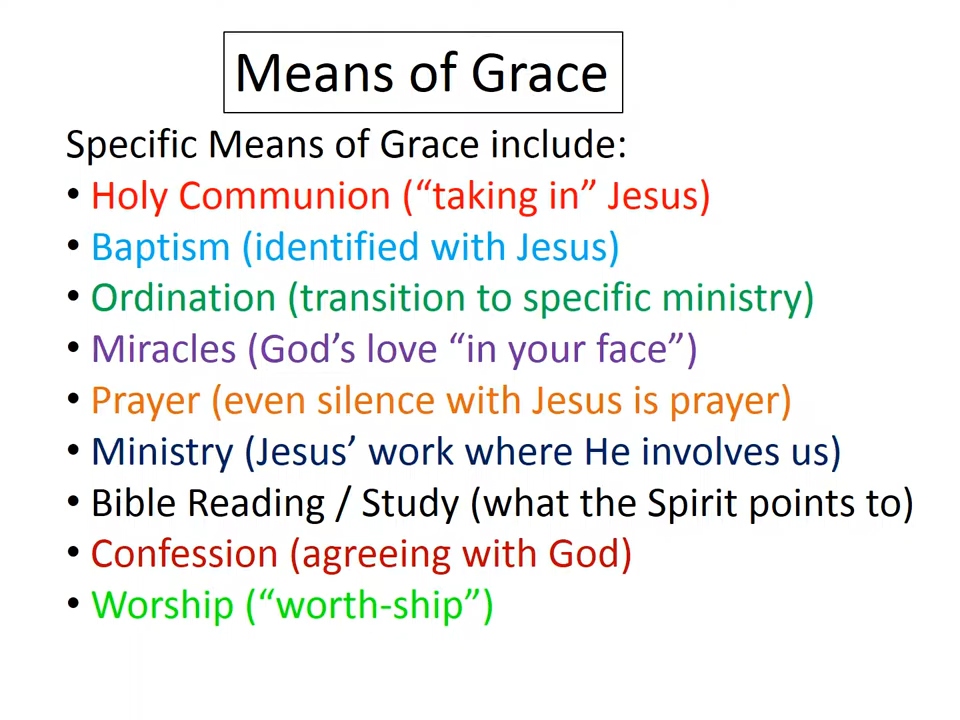 Means of Grace
Specific Means of Grace include:
• Holy Communion (“taking in” Jesus)
• Baptism (identified with Jesus)
• Ordination (transition to specific ministry)
• Miracles (God’s love “in your face”)
• Prayer (even silence with Jesus is prayer)
• Ministry (Jesus’ work where He involves us)
• Bible Reading / Study (what the Spirit points to)
• Confession (agreeing with God)
• Worship (“worth-ship”)